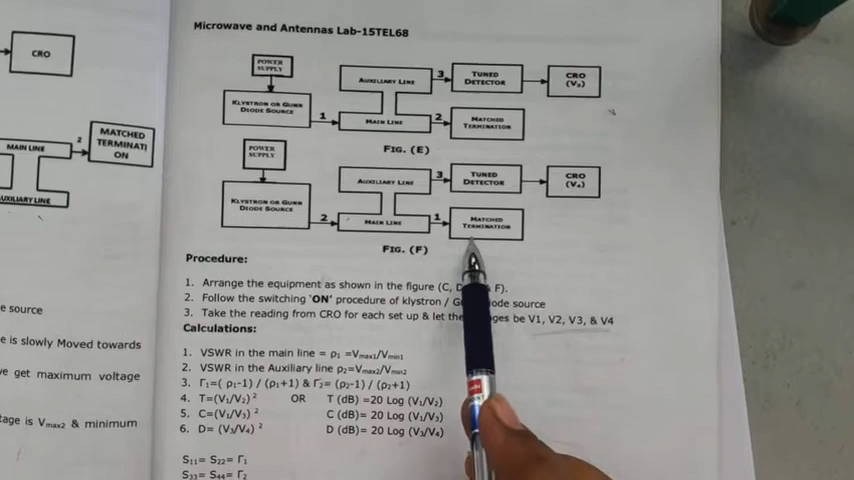 CRO
MAIN LINE
2
MATCHED
TERMINATI
ON
AUXILIARY LINE
e source
e is slowly Moved towards
we get maximum voltage
tage is Vmax2 & minimum
Microwave and Antennas Lab-15TEL68
POWER
SUPPLY
KLYSTRON OR GUNN
DIODE SOURCE
1
AUXILIARY LINE
MAIN LINE
3
2
TUNED
DETECTOR
CRO
(V3)
MATCHED
TERMINATION
FIG. (E)
POWER
SUPPLY
KLYSTRON OR GUNN
DIODE SOURCE
2
AUXILIARY LINE
MAIN LINE
3
1
TUNED
DETECTOR
CRO
(V4)
MATCHED
TERMINATION
FIG. (F)
Procedure:
1. Arrange the equipment as shown in the figure (C, F).
2. Follow the switching 'ON' procedure of klystron / source
3. Take the reading from CRO for each set up & let the be V1, V2, V3, & V4
Calculations:
1. VSWR in the main line = ρ1 =Vmax1/Vmin1
2. VSWR in the Auxiliary line ρ2=Vmax2/Vmin2
3. Γ1=( ρ1-1) / (ρ1+1) & Γ2= (ρ2-1) / (ρ2+1)
4. T=(V1/V2) 2 OR T (dB) =20 Log (V1/V2)
5. C=(V1/V3) 2 C (dB)= 20 Log (V1/V3)
6. D= (V3/V4) 2 D (dB)= 20 Log (V3/V4)
S11= S22= Γ1
S33= S44= Γ2